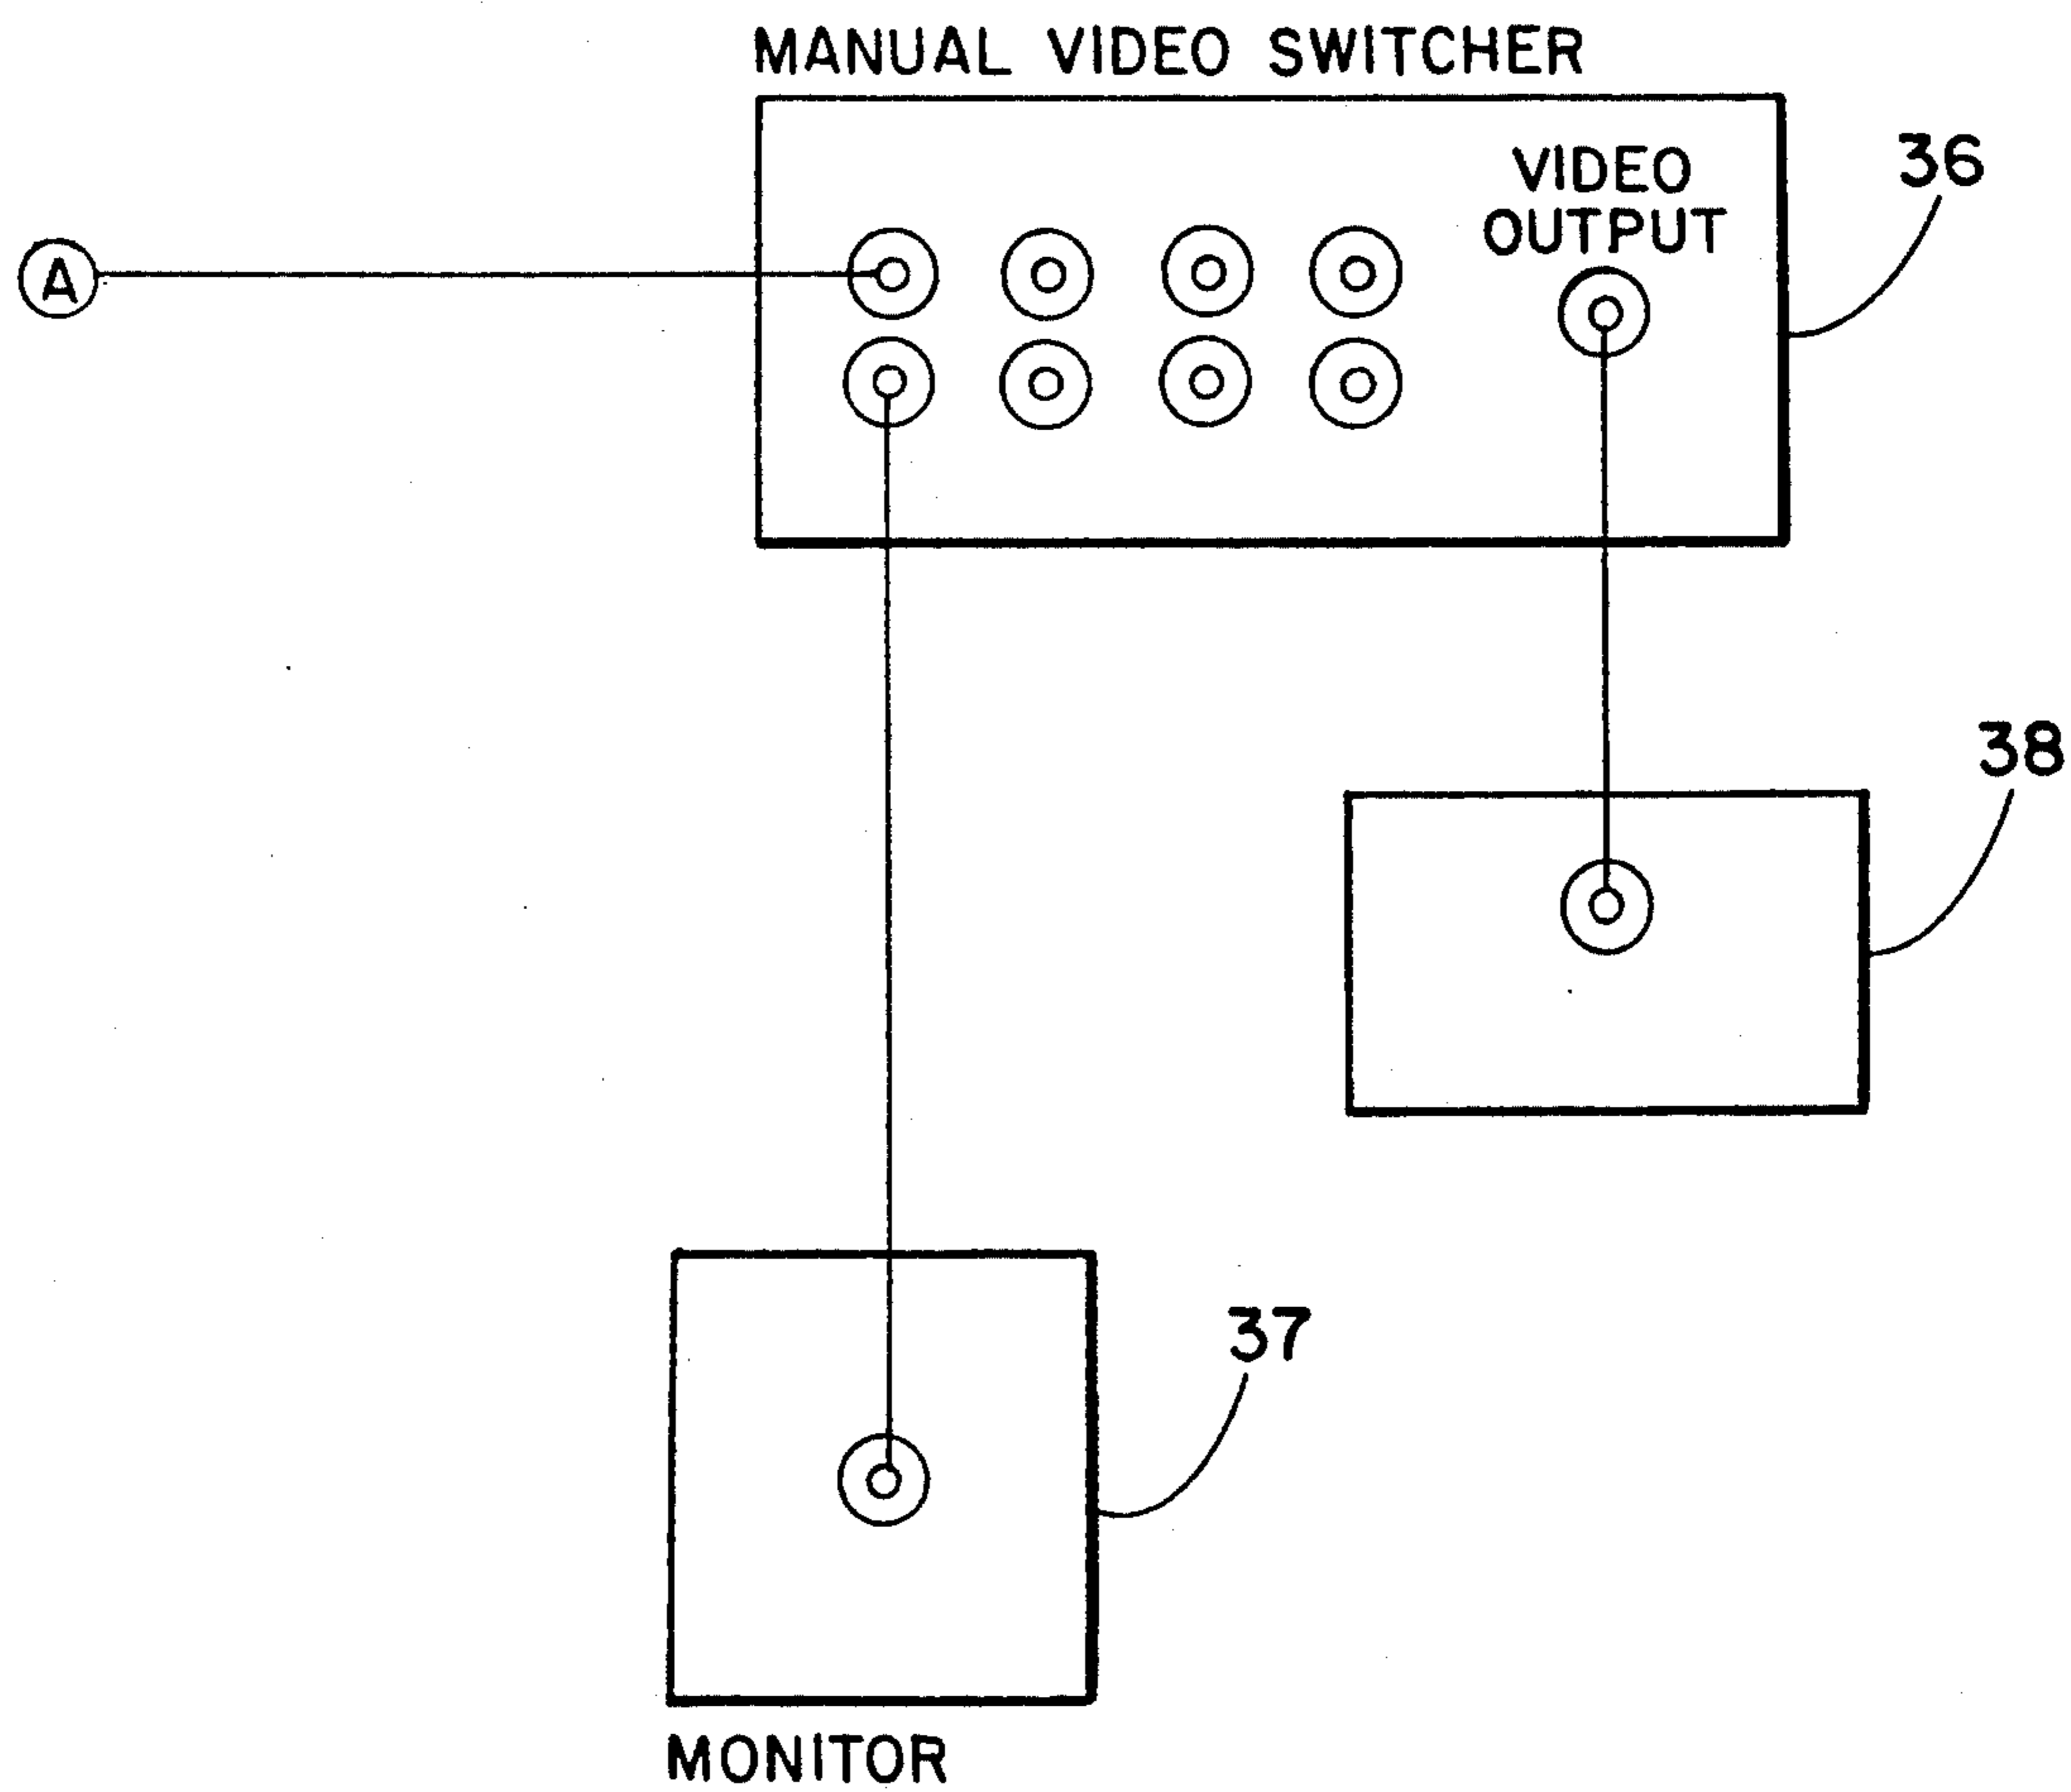 MANUAL VIDEO SWITCHER
36
VIDEO
OUTPUT
A
38
37
MONITOR